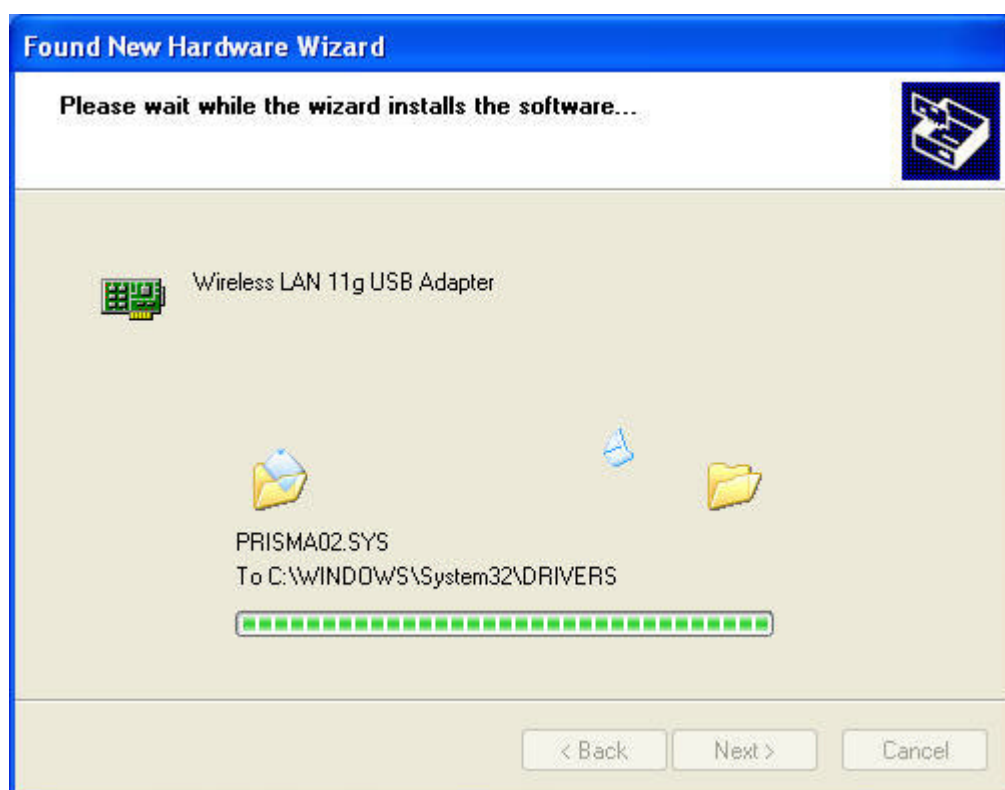 Found New Hardware Wizard
Please wait while the wizard installs the software...
Wireless LAN 11g USB Adapter
PRISMA02.SYS
To C:\WINDOWS\System32\DRIVERS
< Back
Next >
Cancel